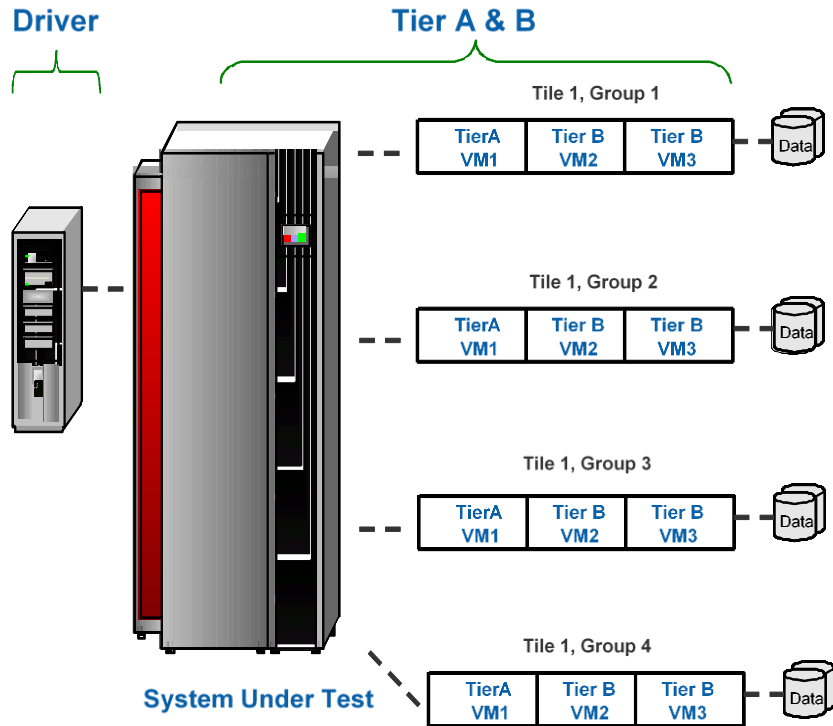 Driver
Tier A & B
Tile 1, Group 1
TierA Tier B Tier B
VM1 VM2 VM3
Data
Tile 1, Group 2
TierA Tier B Tier B
VM1 VM2 VM3
Data
Tile 1, Group 3
TierA Tier B Tier B
VM1 VM2 VM3
Data
Tile 1, Group 4
TierA Tier B Tier B
VM1 VM2 VM3
Data
System Under Test